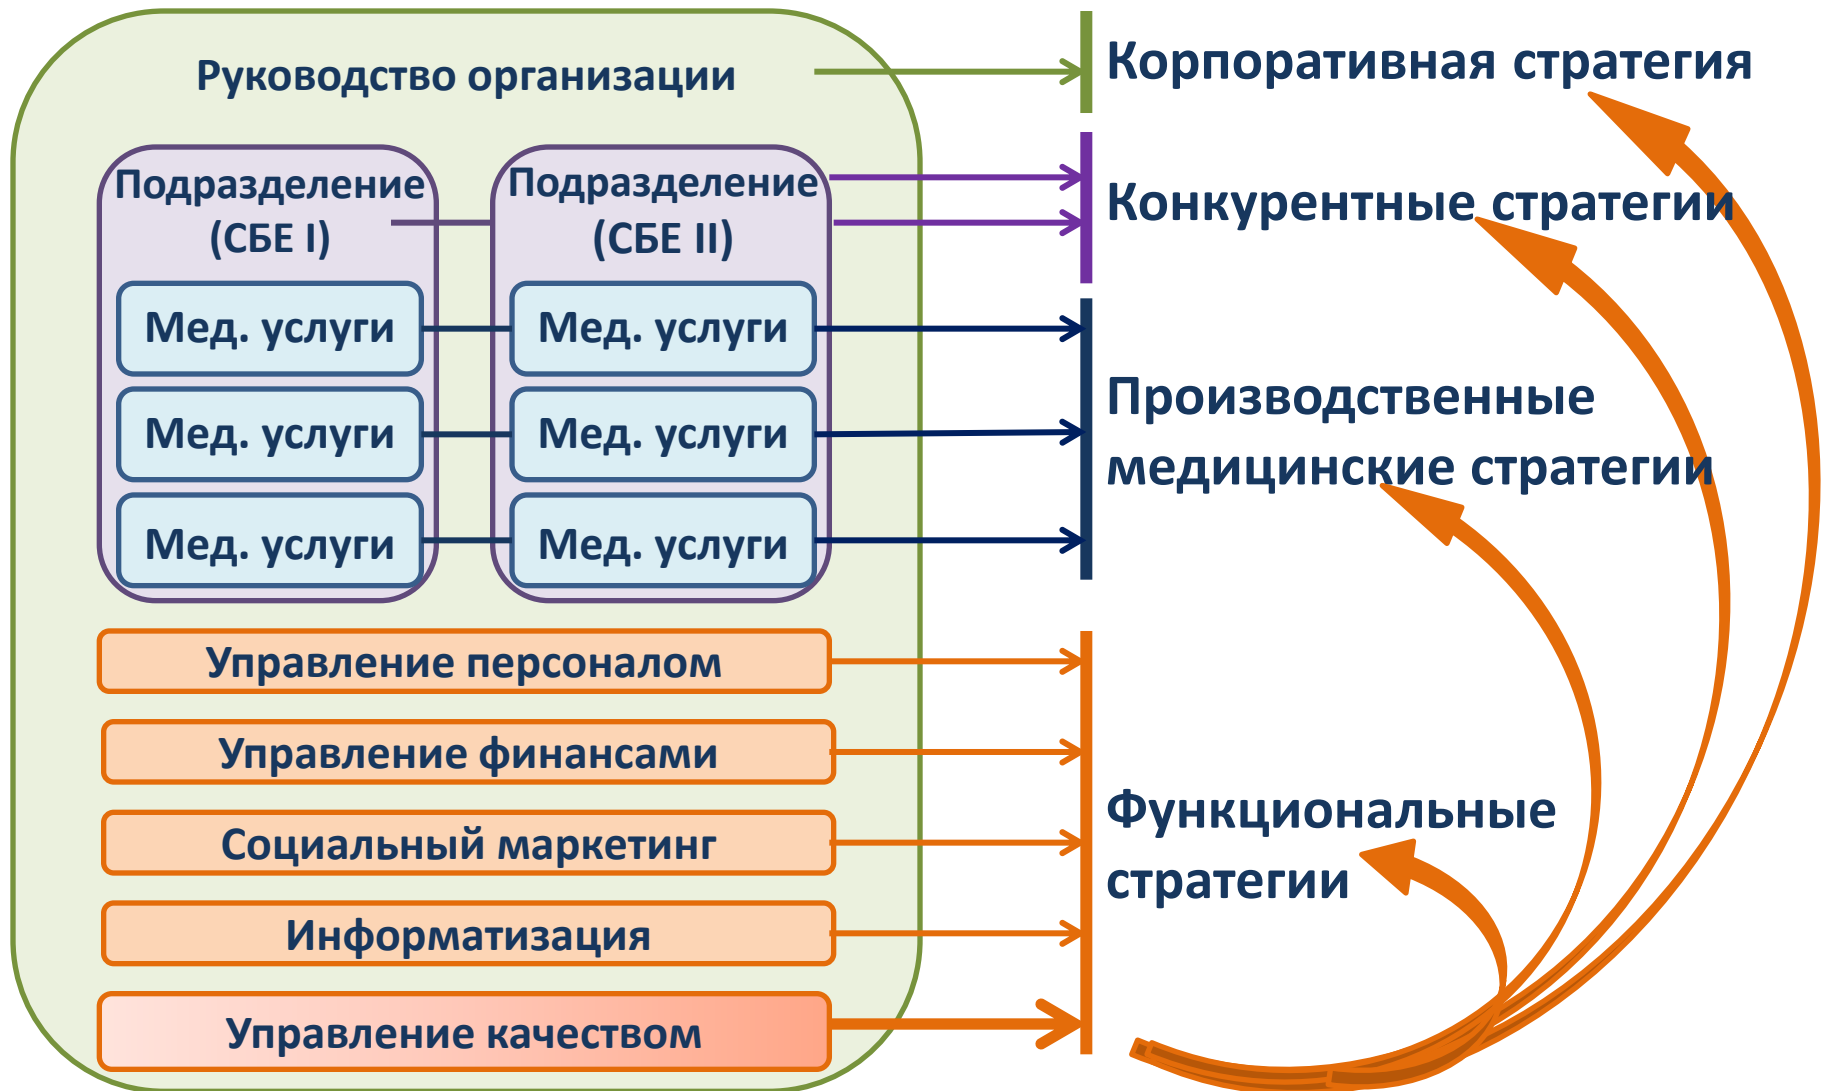 Руководство организации
Корпоративная стратегия
Подразделение
(СБЕ I)
Подразделение
(СБЕ II)
Конкурентные стратегии
Мед. услуги
Мед. услуги
Мед. услуги
Мед. услуги
Мед. услуги
Мед. услуги
Производственные
медицинские стратегии
Управление персоналом
Управление финансами
Социальный маркетинг
Информатизация
Управление качеством
Функциональные
стратегии